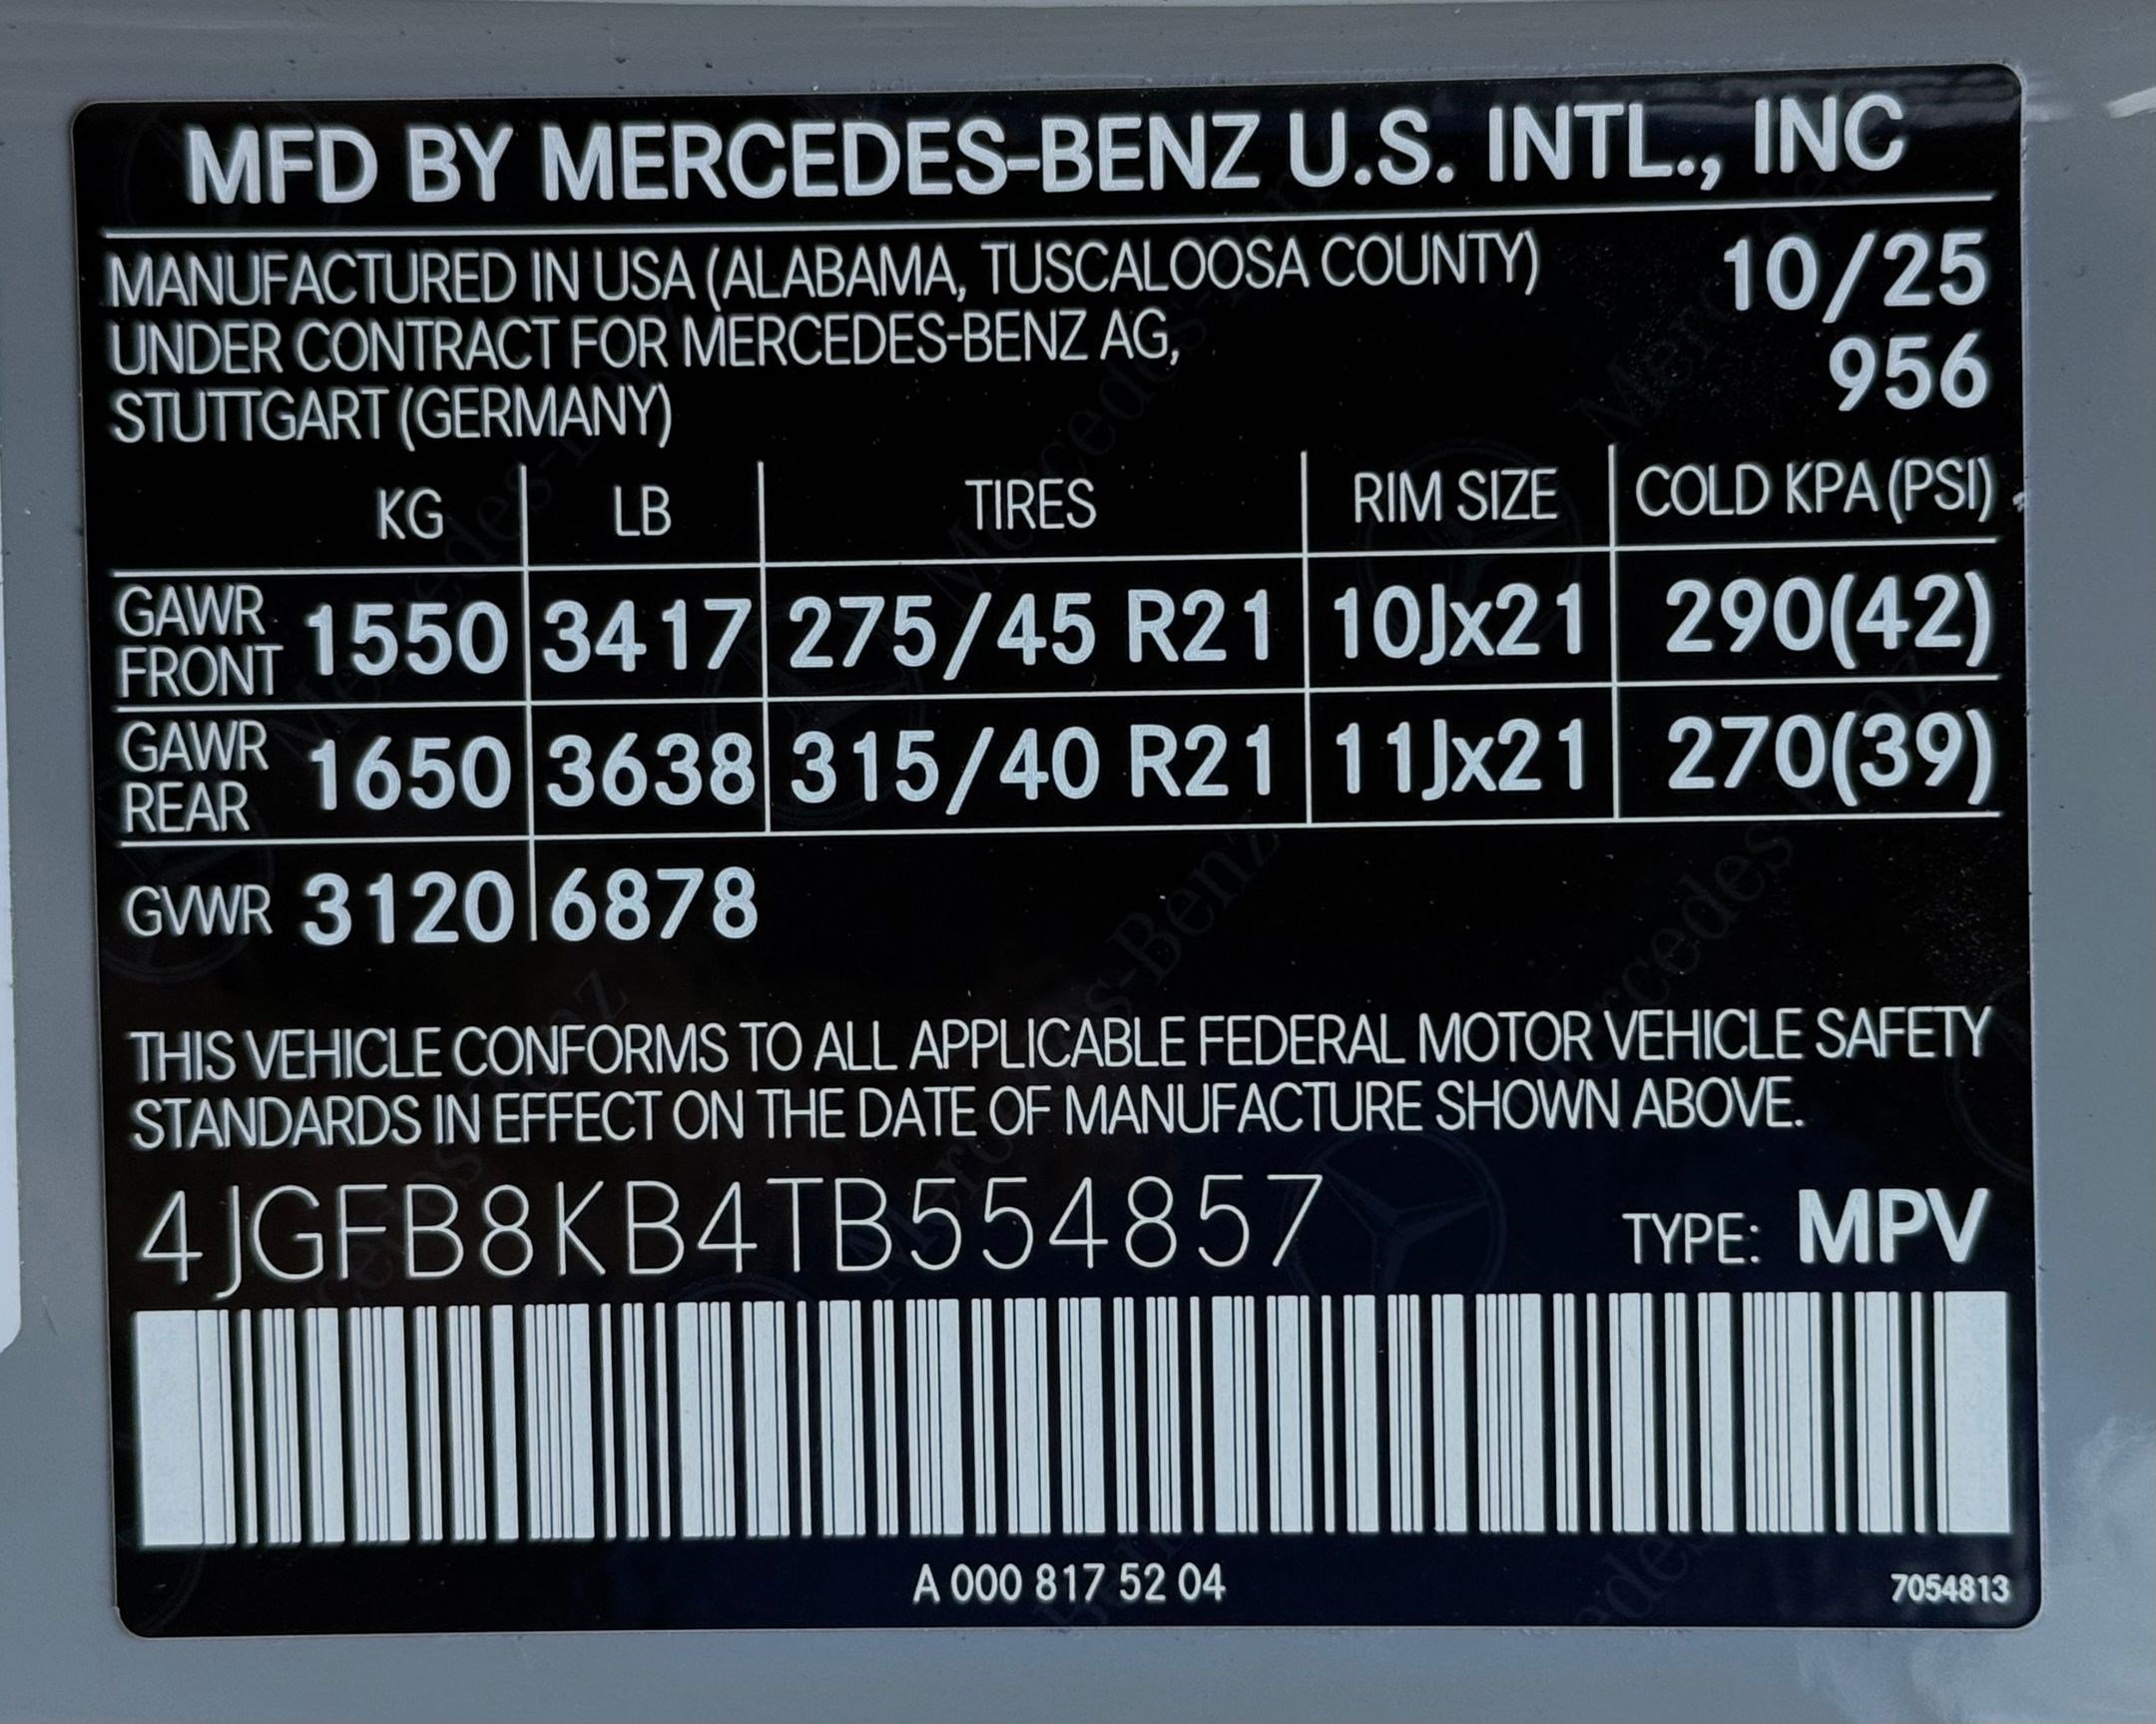 MFD BY MERCEDES-BENZ U.S. INTL., INC
MANUFACTURED IN USA (ALABAMA, TUSCALOOSA COUNTY) 10/25
UNDER CONTRACT FOR MERCEDES-BENZ AG, 956
STUTTGART (GERMANY)
KG LB TIRES RIM SIZE COLD KPA (PSI)
GAWR FRONT 1550 3417 275/45 R21 10Jx21 290(42)
GAWR REAR 1650 3638 315/40 R21 11Jx21 270(39)
GVWR 3120 6878
THIS VEHICLE CONFORMS TO ALL APPLICABLE FEDERAL MOTOR VEHICLE SAFETY
STANDARDS IN EFFECT ON THE DATE OF MANUFACTURE SHOWN ABOVE.
4JGFB8KB4TB554857 TYPE: MPV
A 000 817 52 04 7054813